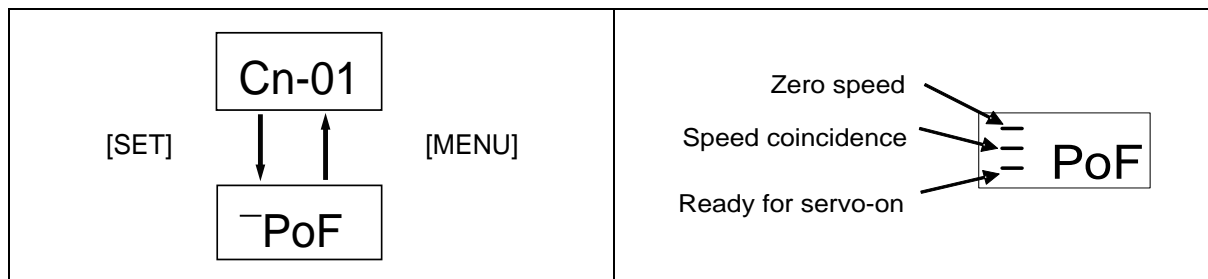 Cn-01
[SET]
[MENU]
¯PoF
Zero speed
Speed coincidence
Ready for servo-on
PoF